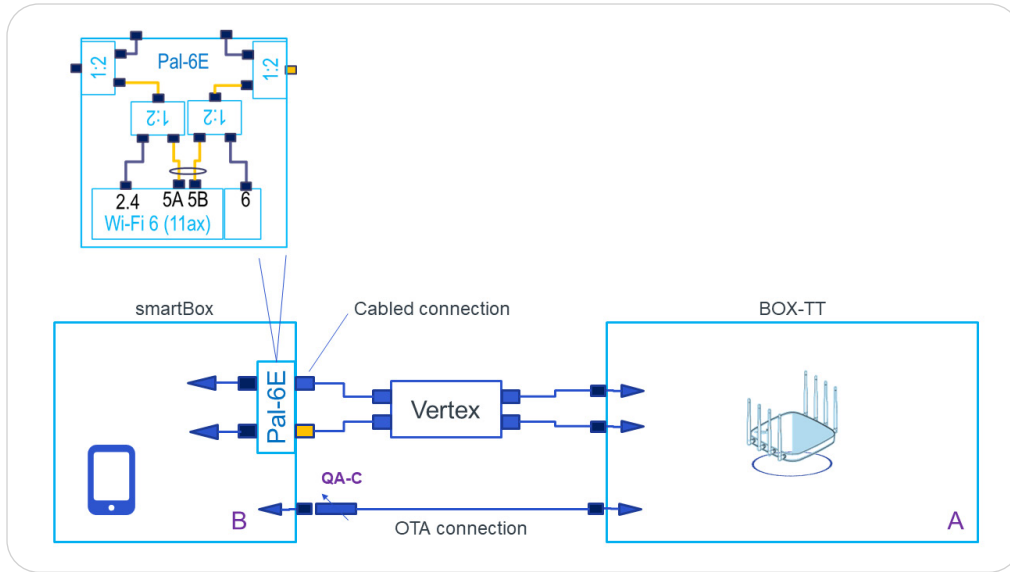 Pal-6E
1:2
1:2
1:2
1:2
2.4
5A 5B
6
Wi-Fi 6 (11ax)
smartBox
Cabled connection
BOX-TT
Pal-6E
Vertex
QA-C
B
OTA connection
A